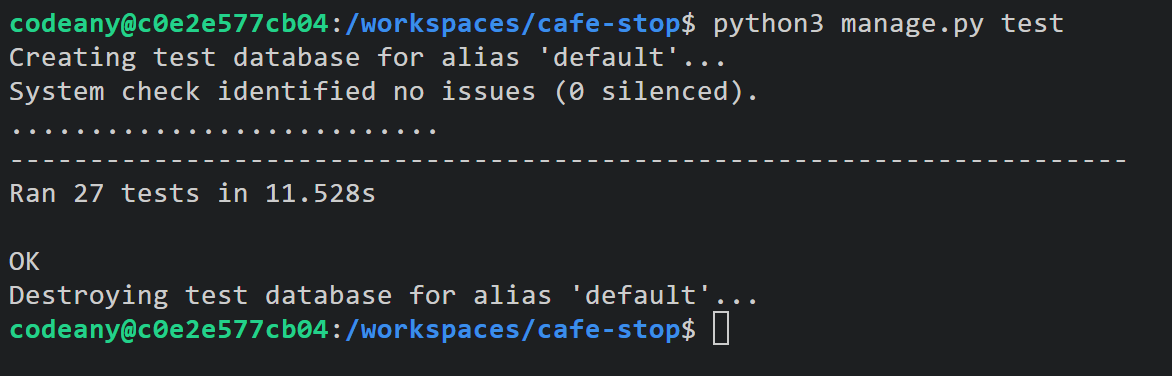 codeany@c0e2e577cb04:/workspaces/cafe-stop$ python3 manage.py test
Creating test database for alias 'default'...
System check identified no issues (0 silenced).
...........................
----------------------------------------------------------------------
Ran 27 tests in 11.528s

OK
Destroying test database for alias 'default'...
codeany@c0e2e577cb04:/workspaces/cafe-stop$